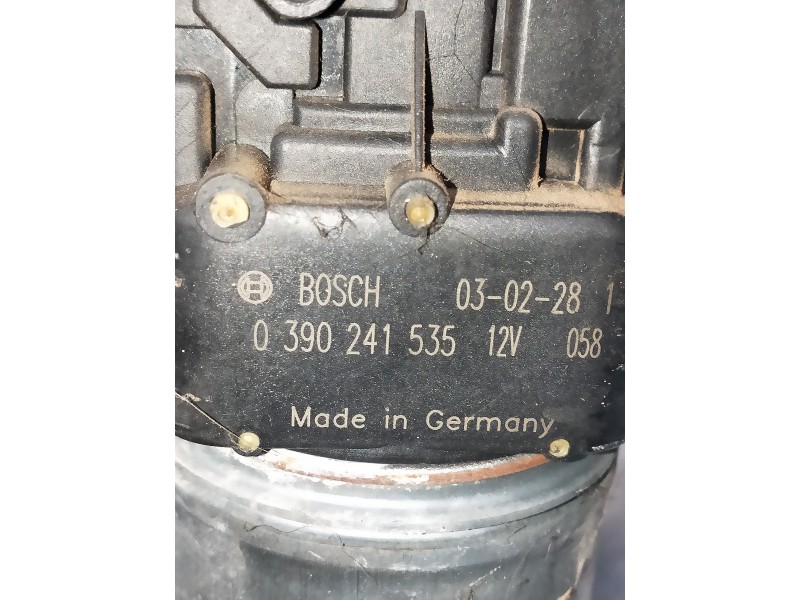 BOSCH 03-02-28 1
0 390 241 535 12V 058
Made in Germany